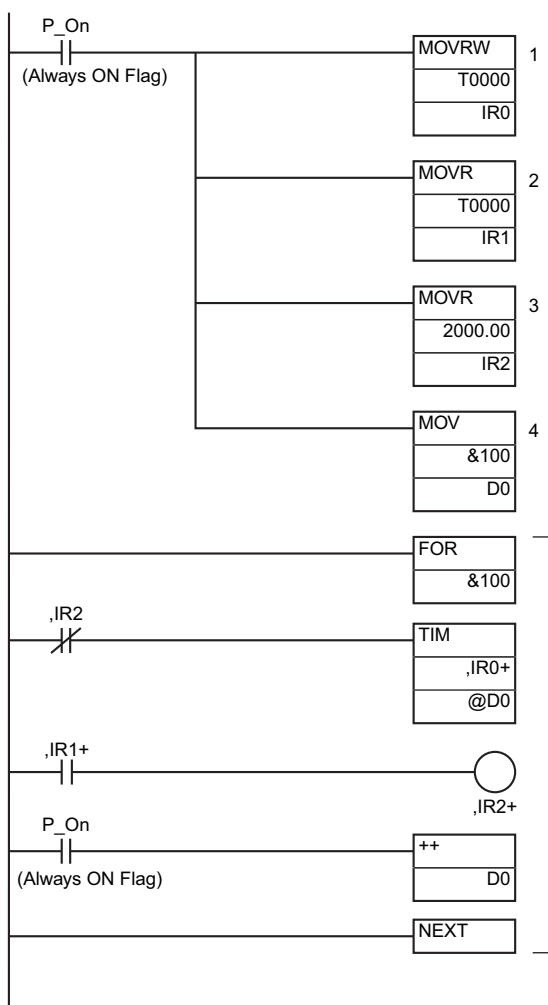 P_On
(Always ON Flag)
MOVRW
T0000
IR0
1
MOVR
T0000
IR1
2
MOVR
2000.00
IR2
3
MOV
&100
D0
4
FOR
&100
,IR2
TIM
,IR0+
@D0
,IR1+
,IR2+
P_On
(Always ON Flag)
++
D0
NEXT